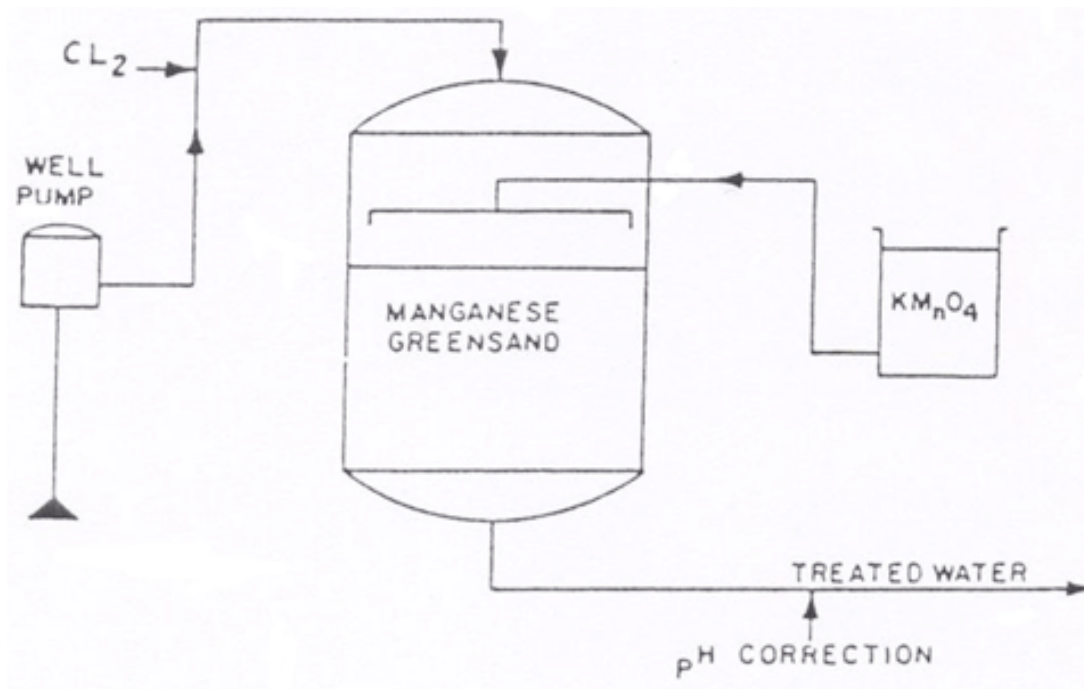 CL2
WELL
PUMP
MANGANESE
GREENSAND
KMnO4
TREATED WATER
PH CORRECTION